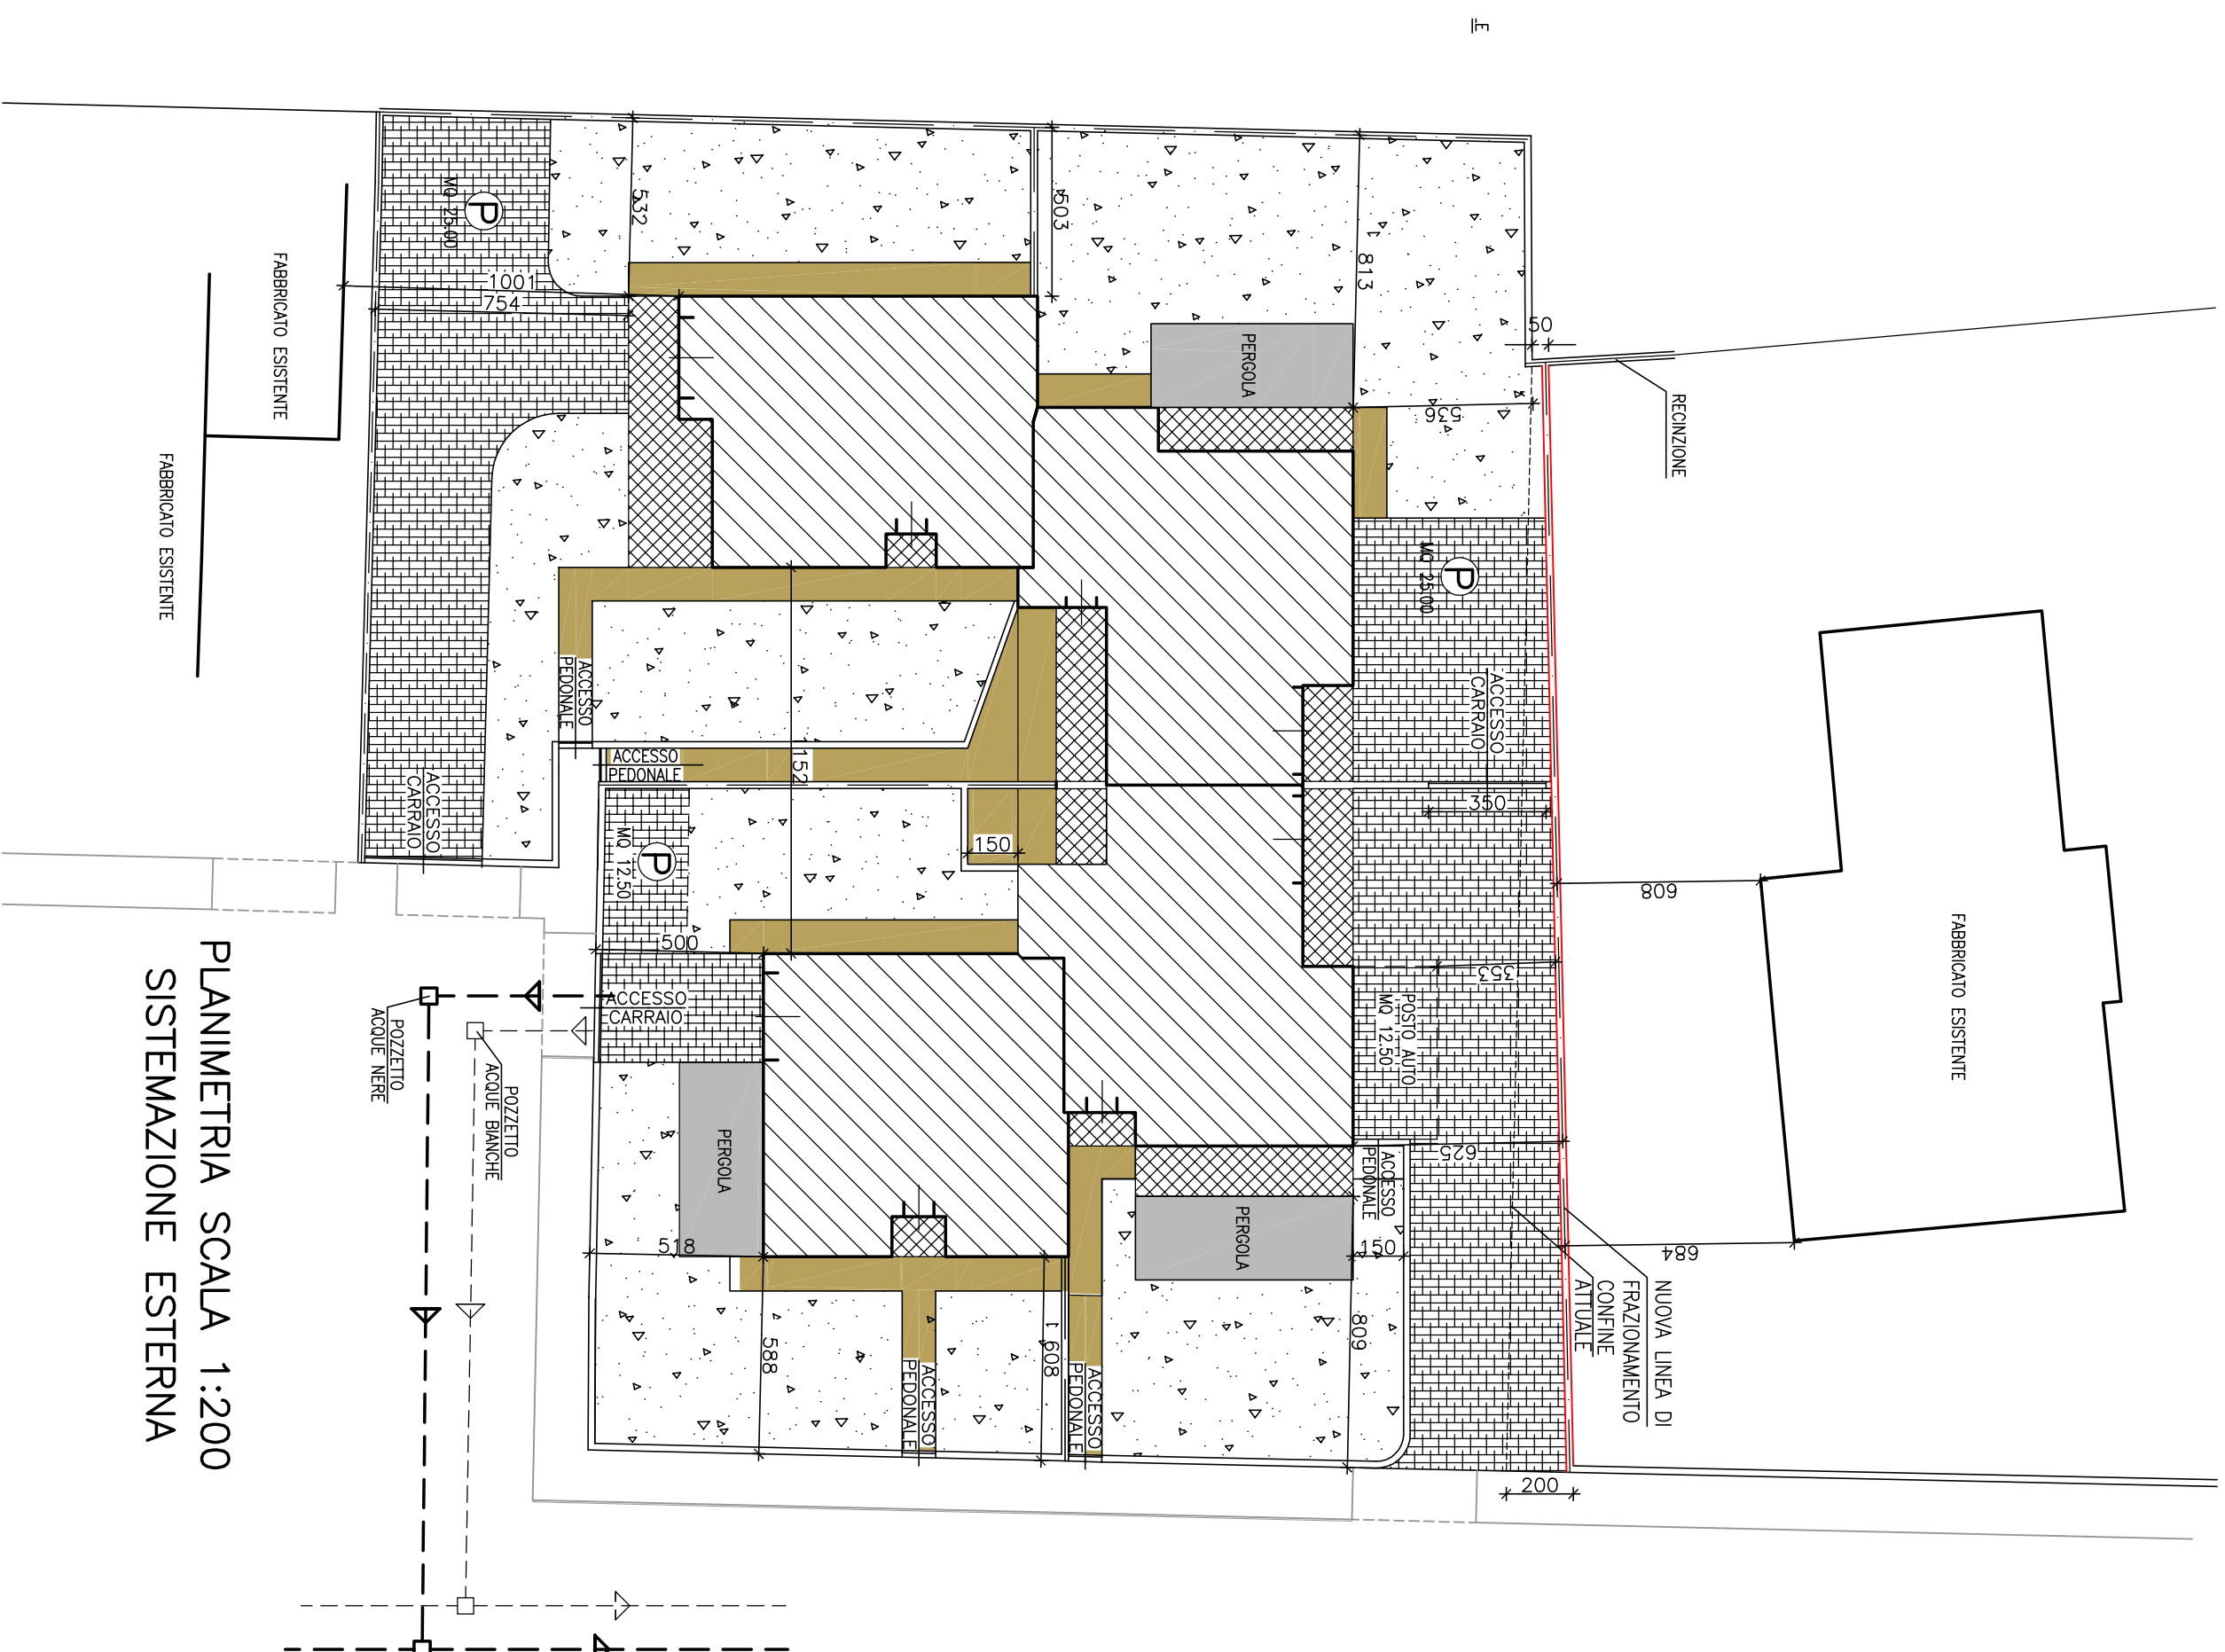 PLANIMETRIA SCALA 1:200
SISTEMAZIONE ESTERNA
FABBRICATO ESISTENTE
FABBRICATO ESISTENTE
FABBRICATO ESISTENTE
RECINZIONE
NUOVA LINEA DI
FRAZIONAMENTO
CONFINE
ATTUALE
PERGOLA
PERGOLA
PERGOLA
P
MQ 25.00
P
MQ 25.00
P
MQ 12.50
POSTO AUTO
MQ 12.50
ACCESSO
CARRAIO
ACCESSO
CARRAIO
ACCESSO
CARRAIO
ACCESSO
PEDONALE
ACCESSO
PEDONALE
ACCESSO
PEDONALE
ACCESSO
PEDONALE
ACCESSO
PEDONALE
POZZETTO
ACQUE NERE
POZZETTO
ACQUE BIANCHE
532
503
813
50
536
1001
754
350
608
353
625
684
150
1152
500
518
588
608
809
150
200